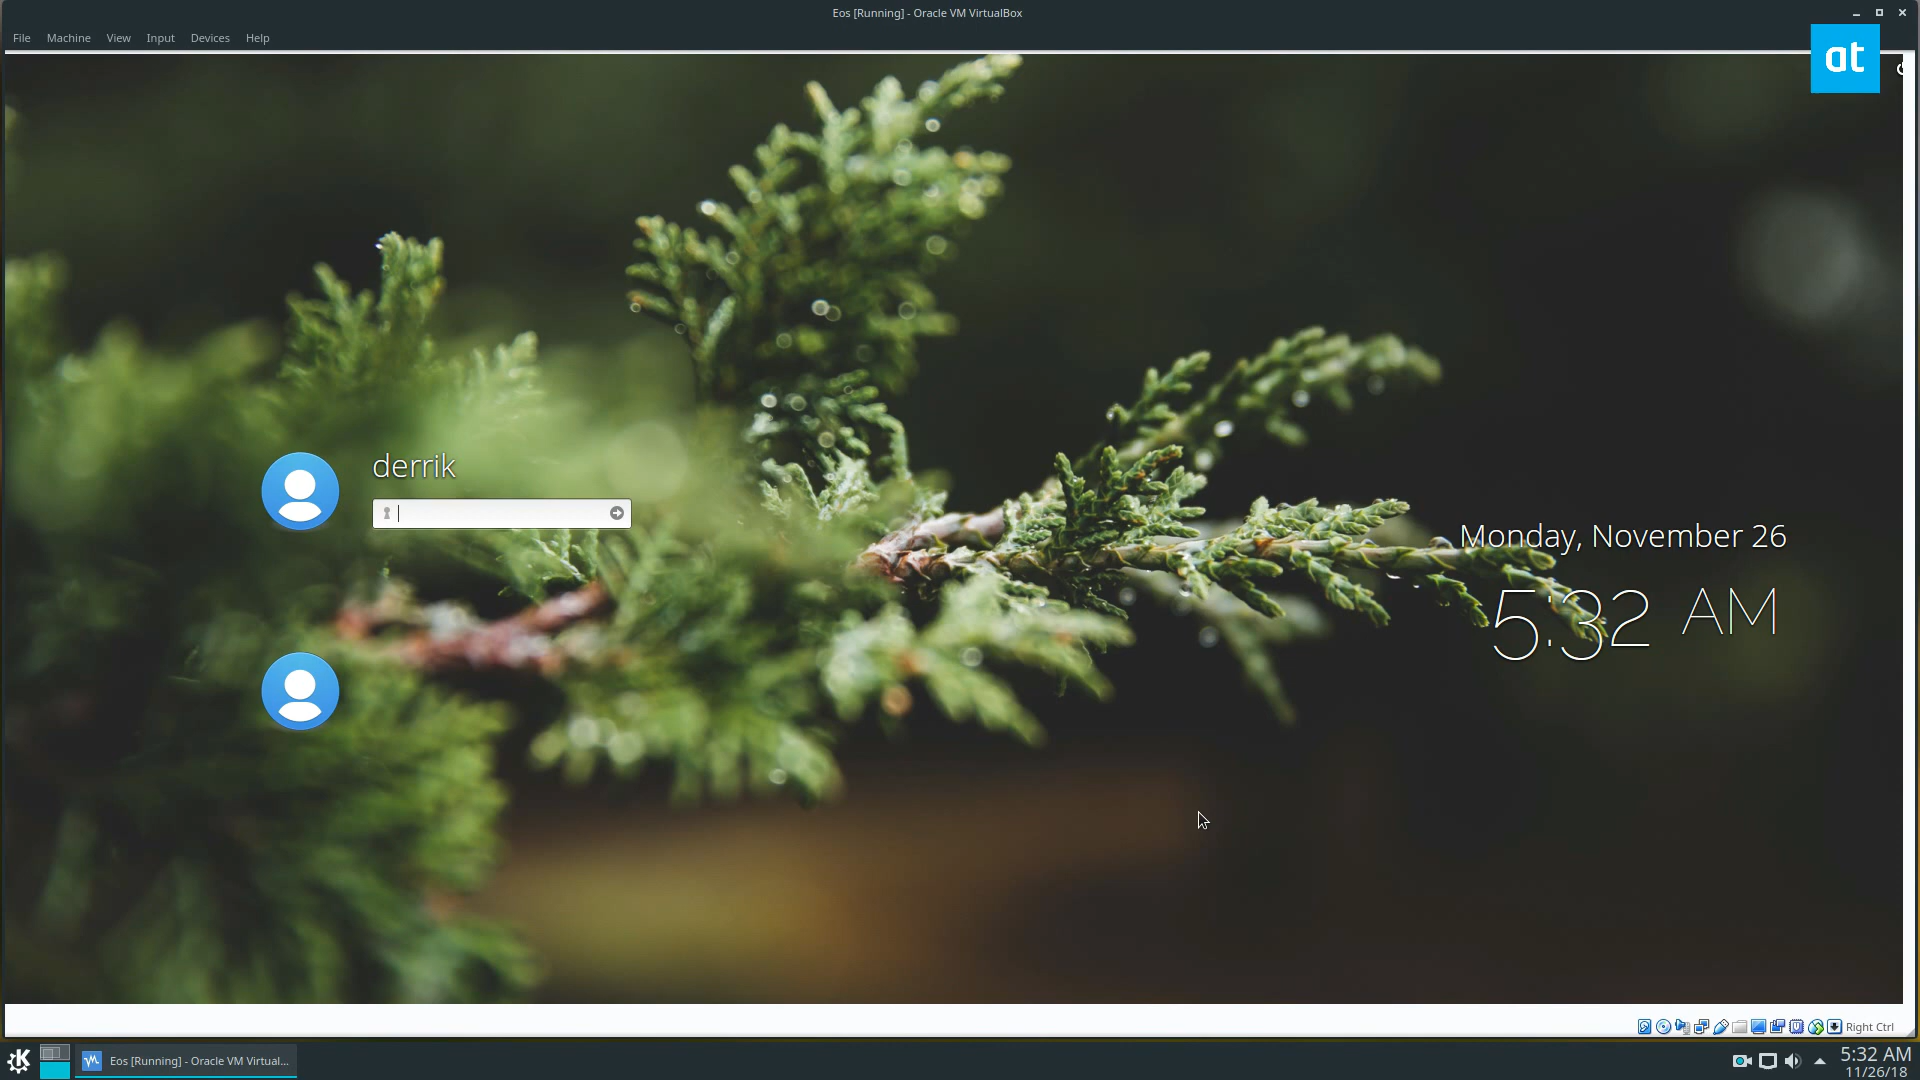 Eos [Running] - Oracle VM VirtualBox
File Machine View Input Devices Help
at
derrik
Monday, November 26
5:32 AM
Right Ctrl
Eos [Running] - Oracle VM Virtual...
5:32 AM
11/26/18